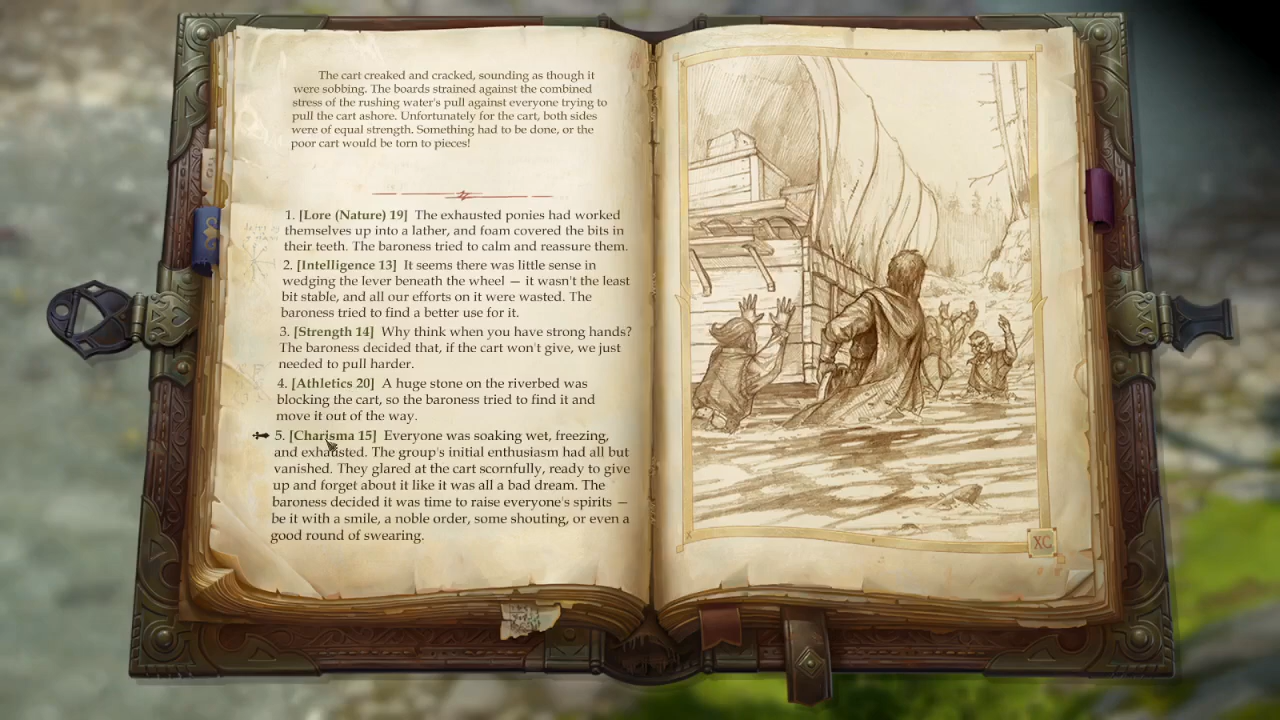 The cart creaked and cracked, sounding as though it
were sobbing. The boards strained against the combined
stress of the rushing water's pull against everyone trying to
pull the cart ashore. Unfortunately for the cart, both sides
were of equal strength. Something had to be done, or the
poor cart would be torn to pieces!
1. [Lore (Nature) 19] The exhausted ponies had worked
themselves up into a lather, and foam covered the bits in
their teeth. The baroness tried to calm and reassure them.
2. [Intelligence 13] It seems there was little sense in
wedging the lever beneath the wheel — it wasn't the least
bit stable, and all our efforts on it were wasted. The
baroness tried to find a better use for it.
3. [Strength 14] Why think when you have strong hands?
The baroness decided that, if the cart won't give, we just
needed to pull harder.
4. [Athletics 20] A huge stone on the riverbed was
blocking the cart, so the baroness tried to find it and
move it out of the way.
5. [Charisma 15] Everyone was soaking wet, freezing,
and exhausted. The group's initial enthusiasm had all but
vanished. They glared at the cart scornfully, ready to give
up and forget about it like it was all a bad dream. The
baroness decided it was time to raise everyone's spirits —
be it with a smile, a noble order, some shouting, or even a
good round of swearing.
XC